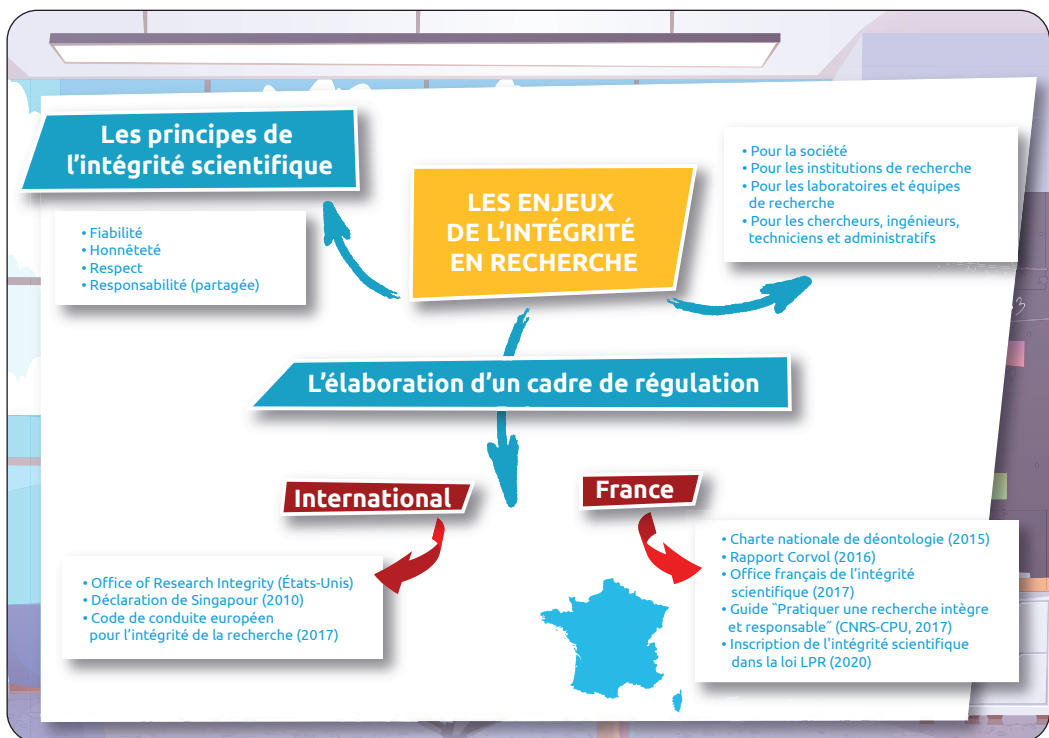 Les principes de
l'intégrité scientifique
• Fiabilité
• Honnêteté
• Respect
• Responsabilité (partagée)
LES ENJEUX
DE L'INTÉGRITÉ
EN RECHERCHE
• Pour la société
• Pour les institutions de recherche
• Pour les laboratoires et équipes
de recherche
• Pour les chercheurs, ingénieurs,
techniciens et administratifs
L'élaboration d'un cadre de régulation
International
• Office of Research Integrity (États-Unis)
• Déclaration de Singapour (2010)
• Code de conduite européen
pour l'intégrité de la recherche (2017)
France
• Charte nationale de déontologie (2015)
• Rapport Corvol (2016)
• Office français de l'intégrité
scientifique (2017)
• Guide "Pratiquer une recherche intègre
et responsable" (CNRS-CPU, 2017)
• Inscription de l'intégrité scientifique
dans la loi LPR (2020)